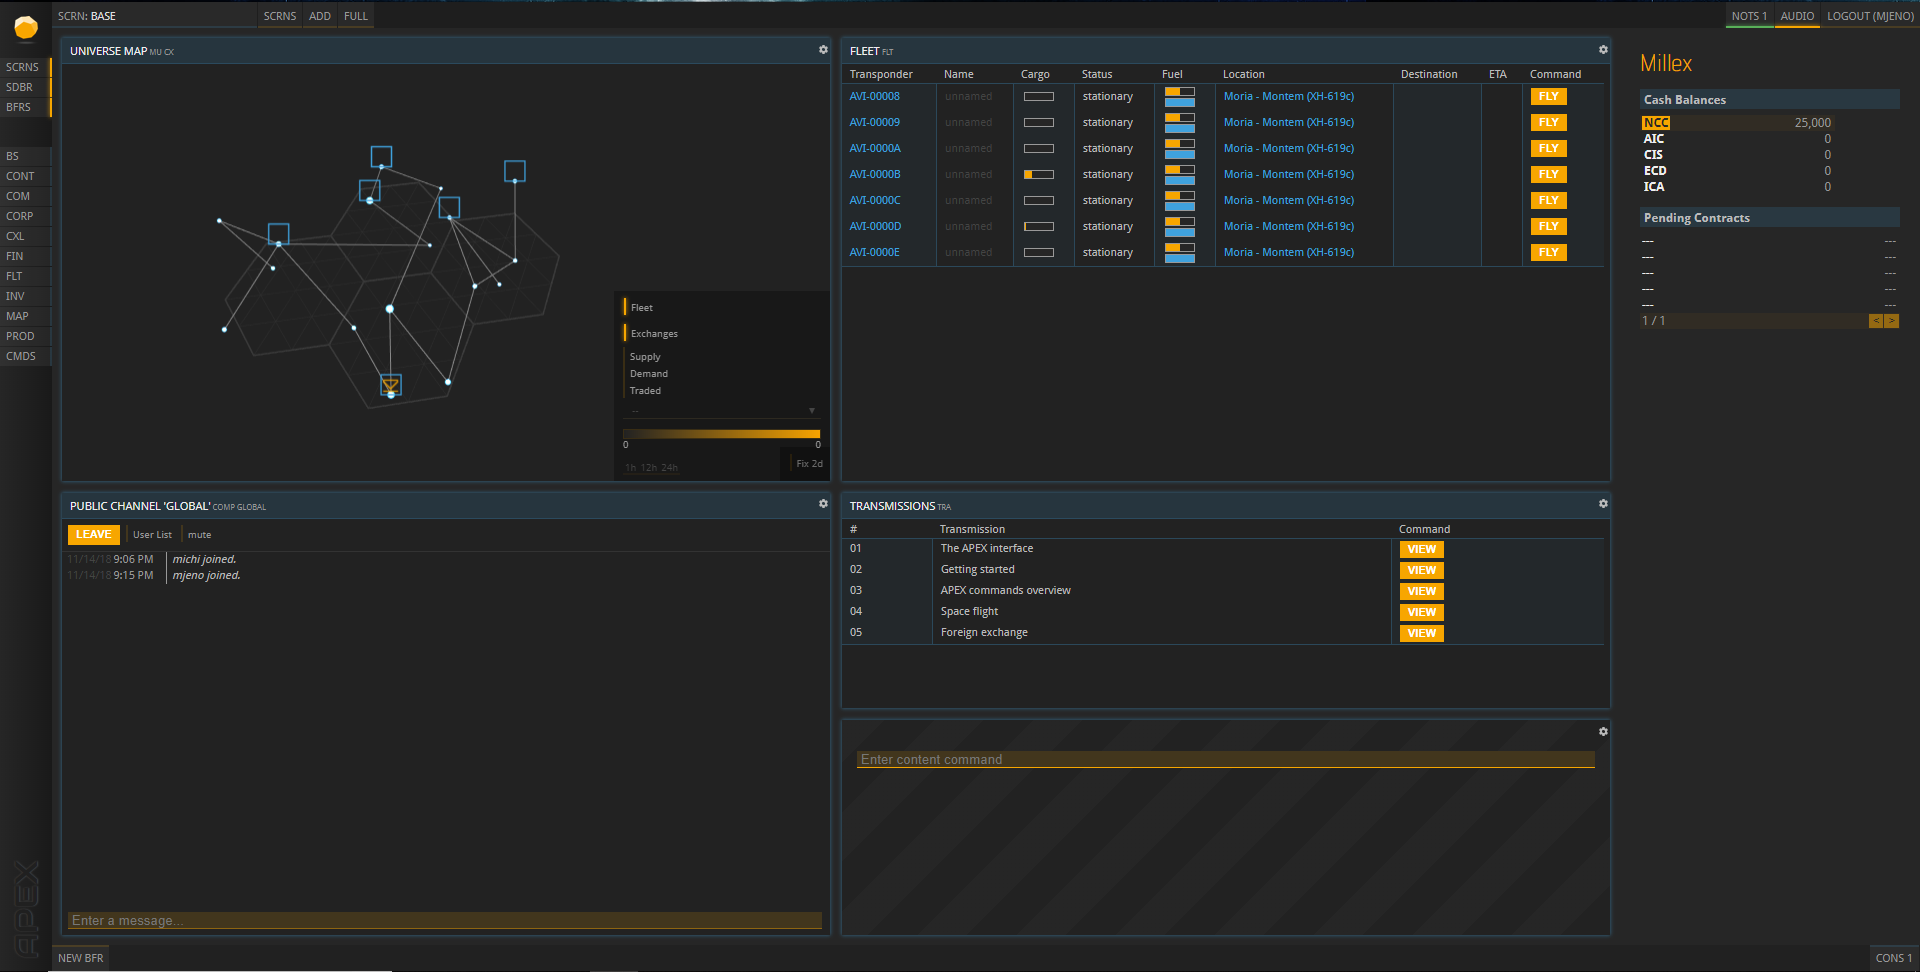 SCRN: BASE SCRNS ADD FULL NOTS 1 AUDIO LOGOUT (MJENO)
SCRNS
SDBR
BFRS
BS
CONT
COM
CORP
CXL
FIN
FLT
INV
MAP
PROD
CMDS
APEX
UNIVERSE MAP MU CX
Fleet
Exchanges
Supply
Demand
Traded
--
0 0
1h 12h 24h Fix 2d
FLEET FLT
Transponder Name Cargo Status Fuel Location Destination ETA Command
AVI-00008 unnamed stationary Moria - Montem (XH-619c) FLY
AVI-00009 unnamed stationary Moria - Montem (XH-619c) FLY
AVI-0000A unnamed stationary Moria - Montem (XH-619c) FLY
AVI-0000B unnamed stationary Moria - Montem (XH-619c) FLY
AVI-0000C unnamed stationary Moria - Montem (XH-619c) FLY
AVI-0000D unnamed stationary Moria - Montem (XH-619c) FLY
AVI-0000E unnamed stationary Moria - Montem (XH-619c) FLY
Millex
Cash Balances
NCC 25,000
AIC 0
CIS 0
ECD 0
ICA 0
Pending Contracts
--- ---
--- ---
--- ---
--- ---
--- ---
1 / 1 < >
PUBLIC CHANNEL 'GLOBAL' COMP GLOBAL
LEAVE User List mute
11/14/18 9:06 PM michi joined.
11/14/18 9:15 PM mjeno joined.
Enter a message...
TRANSMISSIONS TRA
# Transmission Command
01 The APEX interface VIEW
02 Getting started VIEW
03 APEX commands overview VIEW
04 Space flight VIEW
05 Foreign exchange VIEW
Enter content command
NEW BFR CONS 1